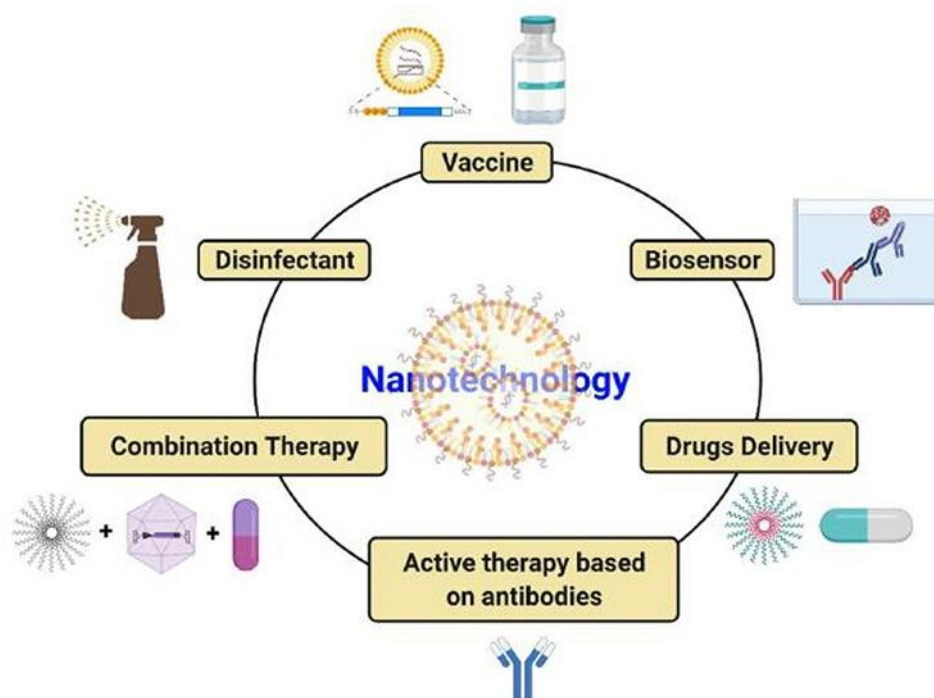 Vaccine
Disinfectant
Biosensor
Nanotechnology
Combination Therapy
Drugs Delivery
+
+
Active therapy based
on antibodies